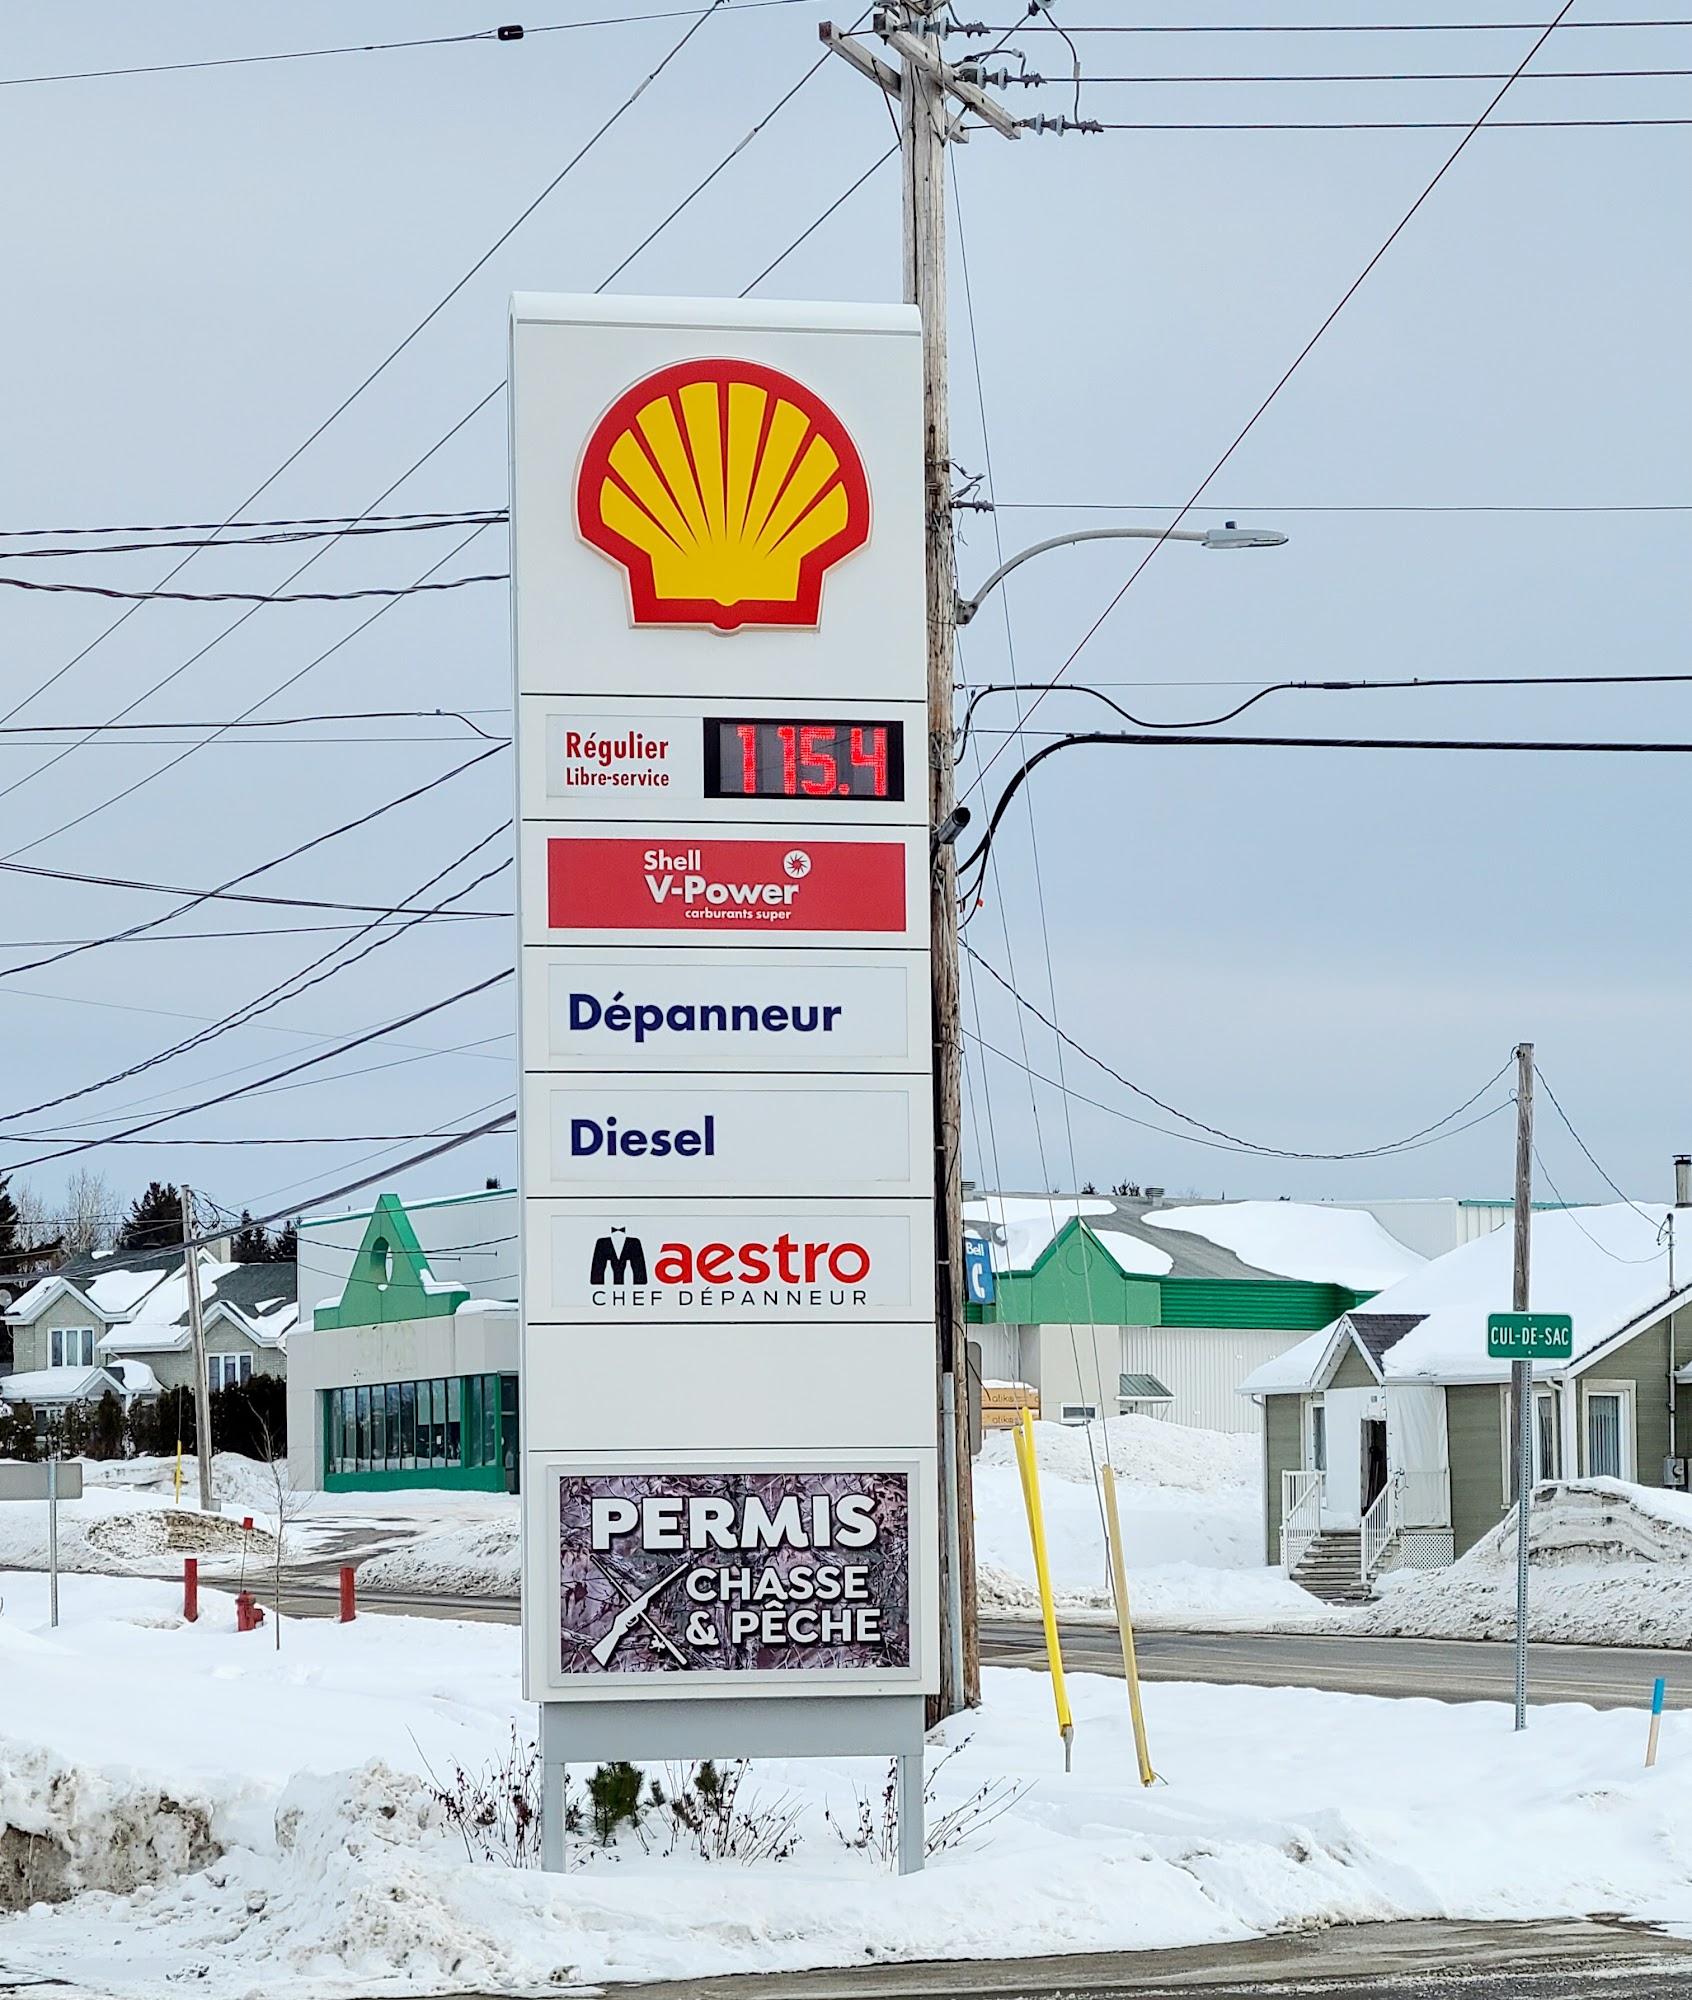 Régulier
Libre-service
115.4
Shell
V-Power
carburants super
Dépanneur
Diesel
Maestro
CHEF DÉPANNEUR
PERMIS
CHASSE
& PÊCHE
Bell
CUL-DE-SAC